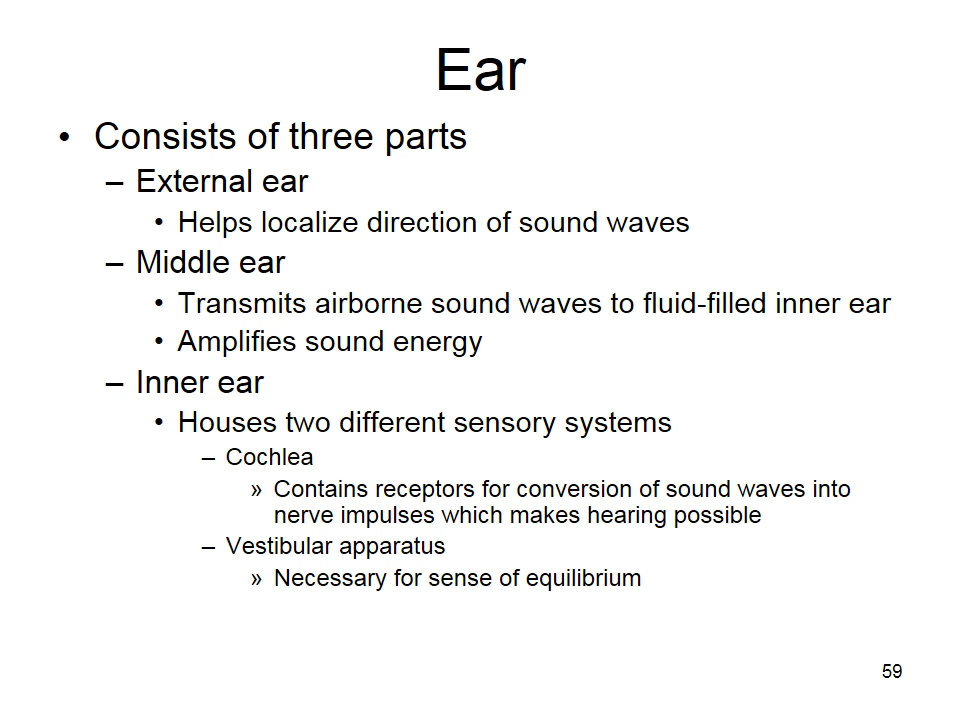 Ear
• Consists of three parts
– External ear
• Helps localize direction of sound waves
– Middle ear
• Transmits airborne sound waves to fluid-filled inner ear
• Amplifies sound energy
– Inner ear
• Houses two different sensory systems
– Cochlea
» Contains receptors for conversion of sound waves into
nerve impulses which makes hearing possible
– Vestibular apparatus
» Necessary for sense of equilibrium
59